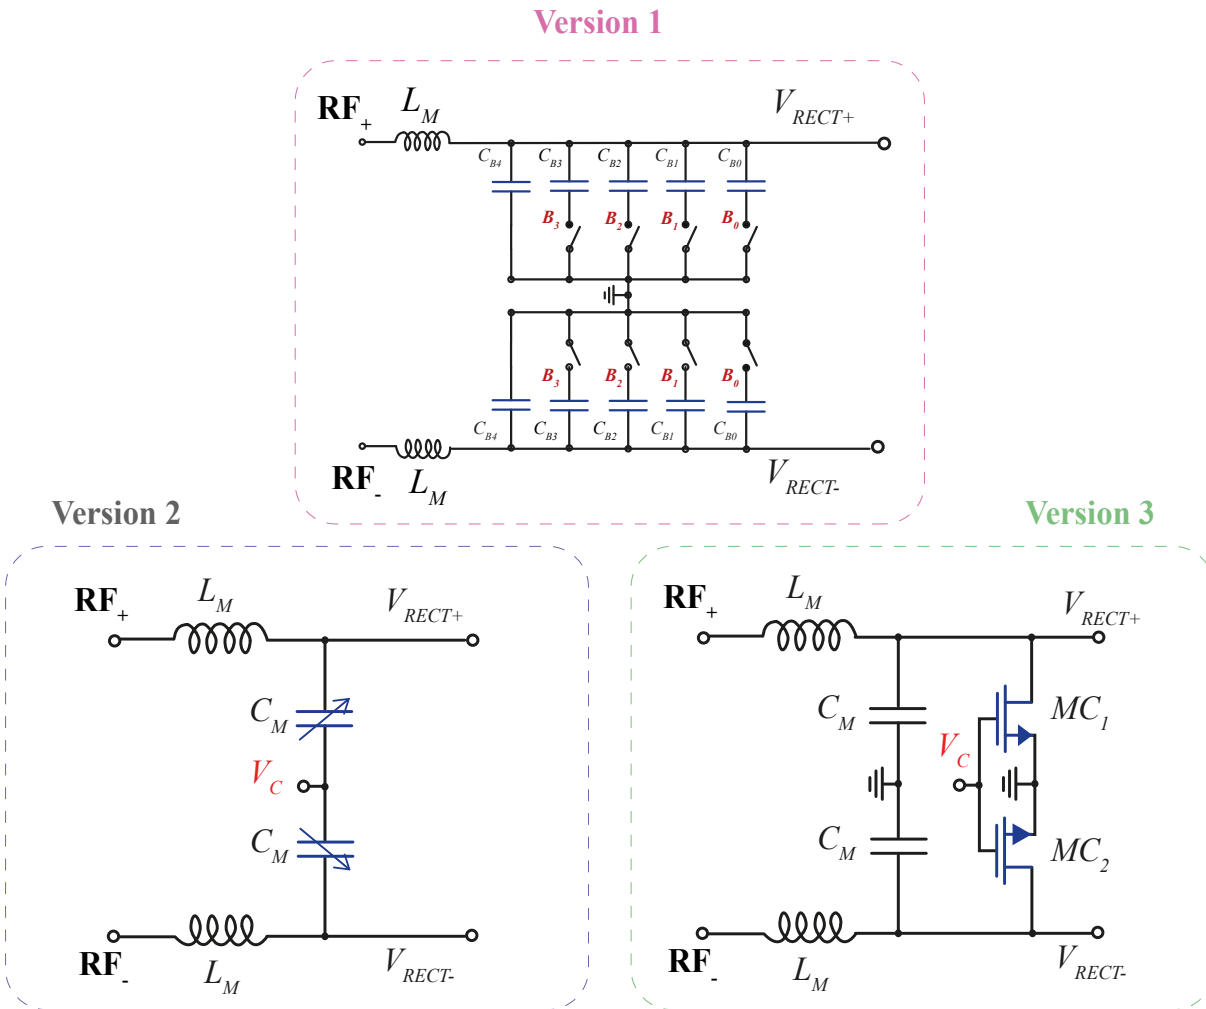 Version 1
RF+ LM VRECT+
CB4 CB3 CB2 CB1 CB0
B3 B2 B1 B0
B3 B2 B1 B0
CB4 CB3 CB2 CB1 CB0
RF- LM VRECT-
Version 2
RF+ LM VRECT+
CM
VC
CM
RF- LM VRECT-
Version 3
RF+ LM VRECT+
CM MC1
VC
CM MC2
RF- LM VRECT-